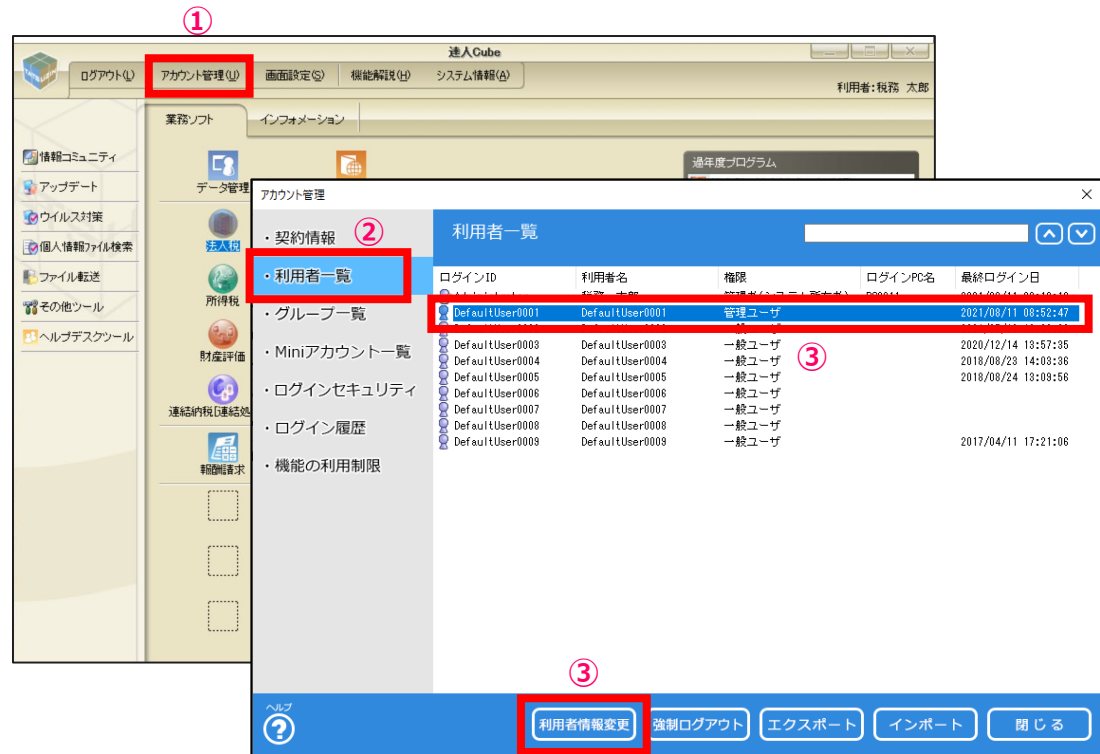 ①
達人Cube
ログアウト(L) アカウント管理(U) 画面設定(S) 機能解説(H) システム情報(A)
利用者:税務 太郎
業務ソフト インフォメーション
情報コミュニティ
アップデート
ウイルス対策
個人情報ファイル検索
ファイル転送
その他ツール
ヘルプデスクツール
データ管理
法人税
所得税
財産評価
連結納税[連結処
報酬請求
過年度プログラム
アカウント管理
②
・契約情報
・利用者一覧
・グループ一覧
・Miniアカウント一覧
・ログインセキュリティ
・ログイン履歴
・機能の利用制限
利用者一覧
ログインID 利用者名 権限 ログインPC名 最終ログイン日
DefaultUser0001 DefaultUser0001 管理ユーザ 2021/08/11 08:52:47
DefaultUser0003 DefaultUser0003 一般ユーザ 2020/12/14 13:57:35
③
DefaultUser0004 DefaultUser0004 一般ユーザ 2018/08/23 14:03:36
DefaultUser0005 DefaultUser0005 一般ユーザ 2018/08/24 13:09:56
DefaultUser0006 DefaultUser0006 一般ユーザ
DefaultUser0007 DefaultUser0007 一般ユーザ
DefaultUser0008 DefaultUser0008 一般ユーザ
DefaultUser0009 DefaultUser0009 一般ユーザ 2017/04/11 17:21:06
③
ヘルプ
?
利用者情報変更 強制ログアウト エクスポート インポート 閉じる